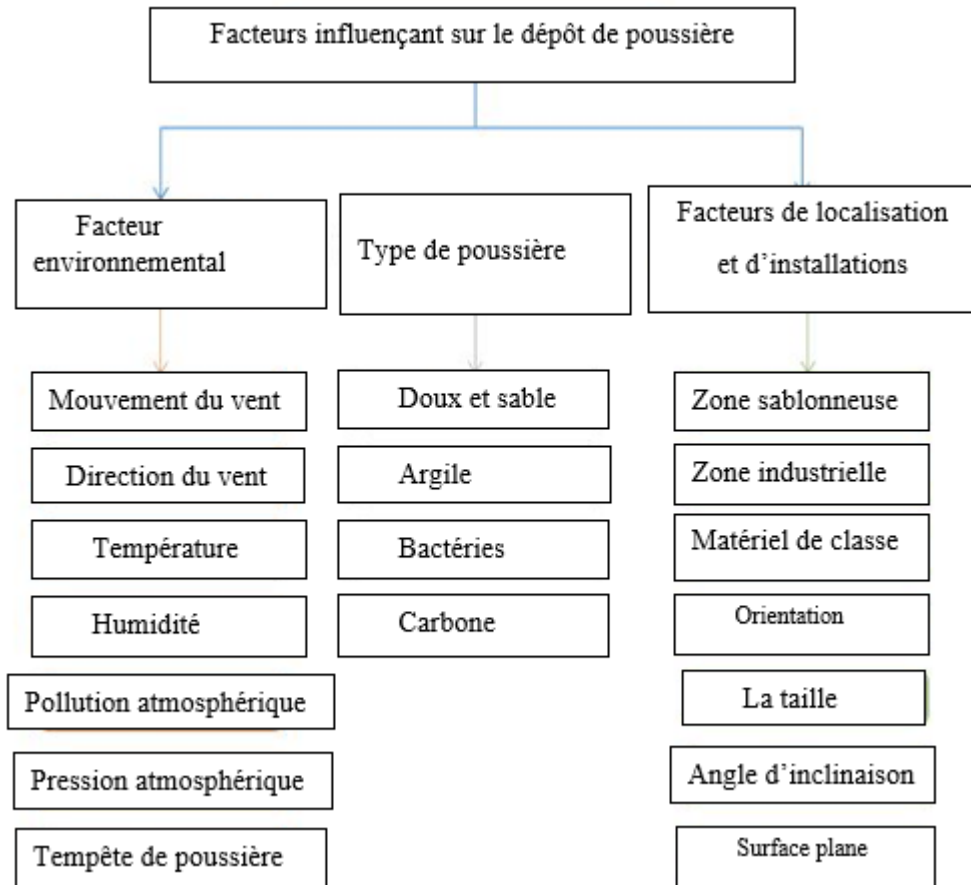 Facteurs influençant sur le dépôt de poussière
Facteur
environnemental
Type de poussière
Facteurs de localisation
et d’installations
Mouvement du vent
Direction du vent
Température
Humidité
Pollution atmosphérique
Pression atmosphérique
Tempête de poussière
Doux et sable
Argile
Bactéries
Carbone
Zone sablonneuse
Zone industrielle
Matériel de classe
Orientation
La taille
Angle d’inclinaison
Surface plane